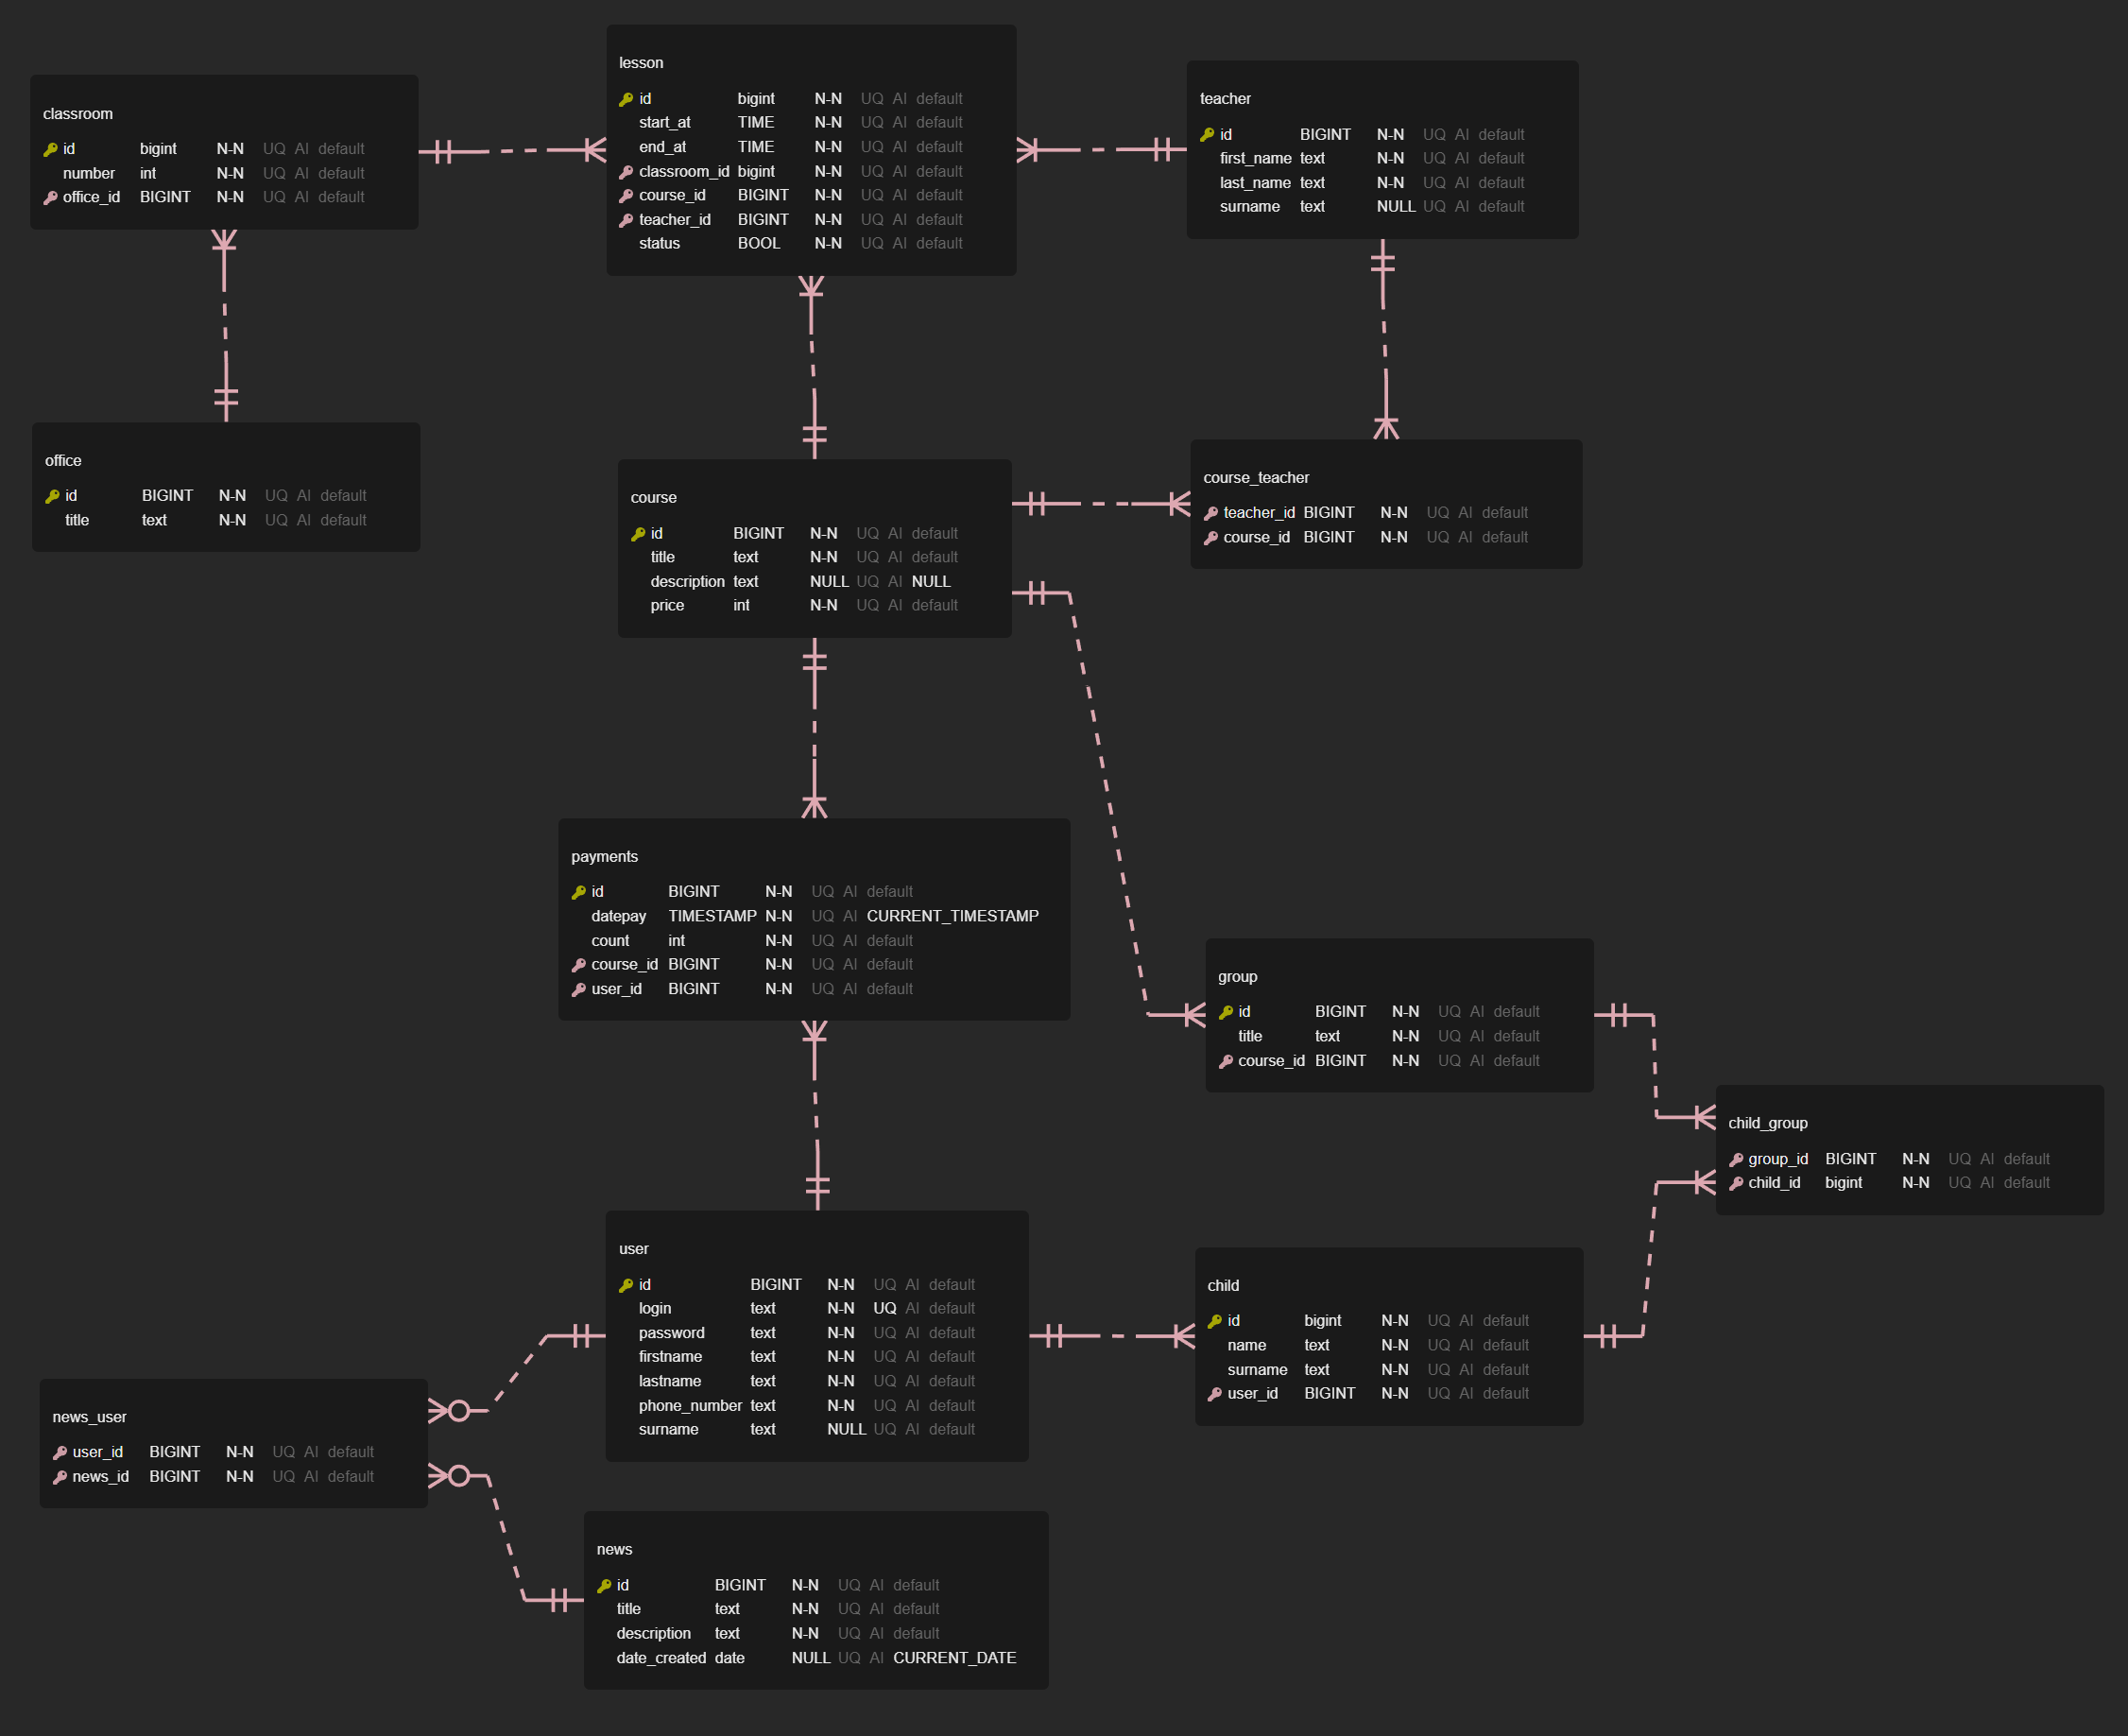 classroom
id bigint N-N UQ AI default
number int N-N UQ AI default
office_id BIGINT N-N UQ AI default
lesson
id bigint N-N UQ AI default
start_at TIME N-N UQ AI default
end_at TIME N-N UQ AI default
classroom_id bigint N-N UQ AI default
course_id BIGINT N-N UQ AI default
teacher_id BIGINT N-N UQ AI default
status BOOL N-N UQ AI default
teacher
id BIGINT N-N UQ AI default
first_name text N-N UQ AI default
last_name text N-N UQ AI default
surname text NULL UQ AI default
office
id BIGINT N-N UQ AI default
title text N-N UQ AI default
course
id BIGINT N-N UQ AI default
title text N-N UQ AI default
description text NULL UQ AI NULL
price int N-N UQ AI default
course_teacher
teacher_id BIGINT N-N UQ AI default
course_id BIGINT N-N UQ AI default
payments
id BIGINT N-N UQ AI default
datepay TIMESTAMP N-N UQ AI CURRENT_TIMESTAMP
count int N-N UQ AI default
course_id BIGINT N-N UQ AI default
user_id BIGINT N-N UQ AI default
group
id BIGINT N-N UQ AI default
title text N-N UQ AI default
course_id BIGINT N-N UQ AI default
child_group
group_id BIGINT N-N UQ AI default
child_id bigint N-N UQ AI default
user
id BIGINT N-N UQ AI default
login text N-N UQ AI default
password text N-N UQ AI default
firstname text N-N UQ AI default
lastname text N-N UQ AI default
phone_number text N-N UQ AI default
surname text NULL UQ AI default
child
id bigint N-N UQ AI default
name text N-N UQ AI default
surname text N-N UQ AI default
user_id BIGINT N-N UQ AI default
news_user
user_id BIGINT N-N UQ AI default
news_id BIGINT N-N UQ AI default
news
id BIGINT N-N UQ AI default
title text N-N UQ AI default
description text N-N UQ AI default
date_created date NULL UQ AI CURRENT_DATE